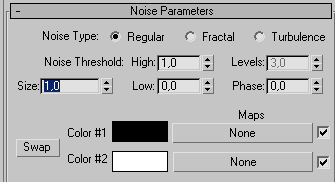 - Noise Parameters
Noise Type: Regular Fractal Turbulence
Noise Threshold: High: 1,0 Levels: 3,0
Size: 1,0 Low: 0,0 Phase: 0,0
Maps
Color #1 None
Swap
Color #2 None